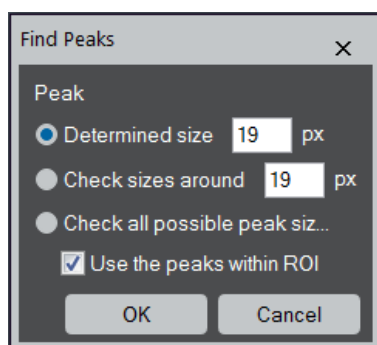 Find Peaks
Peak
Determined size 19 px
Check sizes around 19 px
Check all possible peak siz...
Use the peaks within ROI
OK Cancel